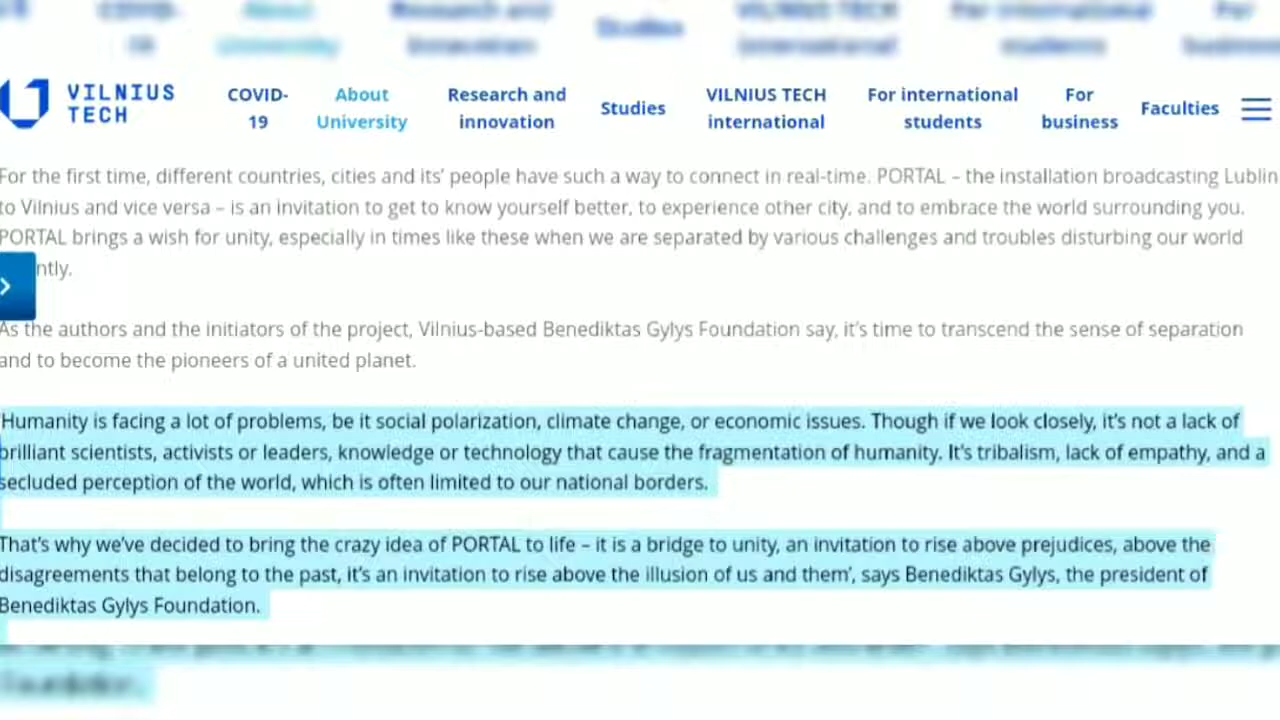 VILNIUS
TECH
COVID-
19
About
University
Research and
innovation
Studies
VILNIUS TECH
international
For international
students
For
business
Faculties
For the first time, different countries, cities and its’ people have such a way to connect in real-time. PORTAL – the installation broadcasting Lublin
to Vilnius and vice versa – is an invitation to get to know yourself better, to experience other city, and to embrace the world surrounding you.
PORTAL brings a wish for unity, especially in times like these when we are separated by various challenges and troubles disturbing our world
ntly.
As the authors and the initiators of the project, Vilnius-based Benediktas Gylys Foundation say, it’s time to transcend the sense of separation
and to become the pioneers of a united planet.
‘Humanity is facing a lot of problems, be it social polarization, climate change, or economic issues. Though if we look closely, it’s not a lack of
brilliant scientists, activists or leaders, knowledge or technology that cause the fragmentation of humanity. It’s tribalism, lack of empathy, and a
secluded perception of the world, which is often limited to our national borders.
That’s why we’ve decided to bring the crazy idea of PORTAL to life – it is a bridge to unity, an invitation to rise above prejudices, above the
disagreements that belong to the past, it’s an invitation to rise above the illusion of us and them’, says Benediktas Gylys, the president of
Benediktas Gylys Foundation.